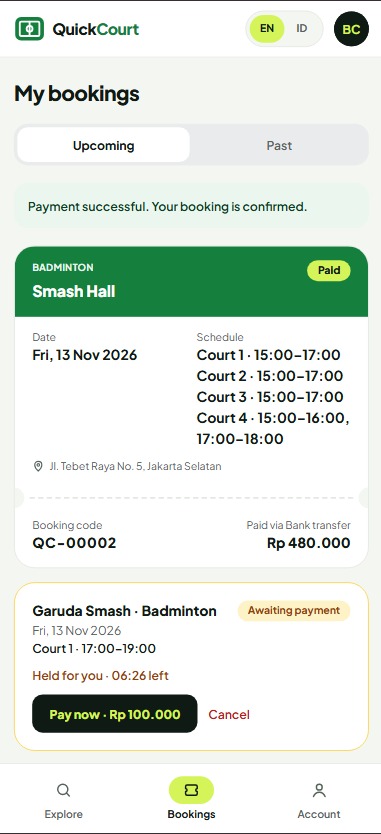 QuickCourt
EN ID
BC
My bookings
Upcoming Past
Payment successful. Your booking is confirmed.
BADMINTON
Paid
Smash Hall
Date
Fri, 13 Nov 2026
Schedule
Court 1 · 15:00–17:00
Court 2 · 15:00–17:00
Court 3 · 15:00–17:00
Court 4 · 15:00–16:00,
17:00–18:00
Jl. Tebet Raya No. 5, Jakarta Selatan
Booking code
QC-00002
Paid via Bank transfer
Rp 480.000
Garuda Smash · Badminton
Awaiting payment
Fri, 13 Nov 2026
Court 1 · 17:00–19:00
Held for you · 06:26 left
Pay now · Rp 100.000
Cancel
Explore
Bookings
Account